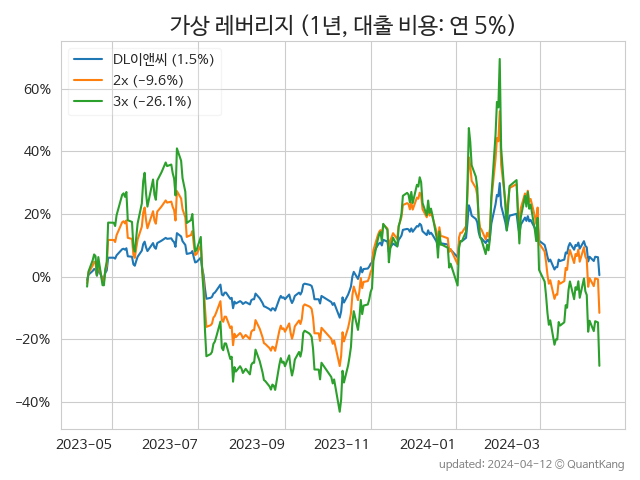 가상 레버리지 (1년, 대출 비용: 연 5%)
DL이앤씨 (1.5%)
2x (−9.6%)
3x (−26.1%)
60%
40%
20%
0%
−20%
−40%
2023-05 2023-07 2023-09 2023-11 2024-01 2024-03
updated: 2024-04-12 © QuantKang